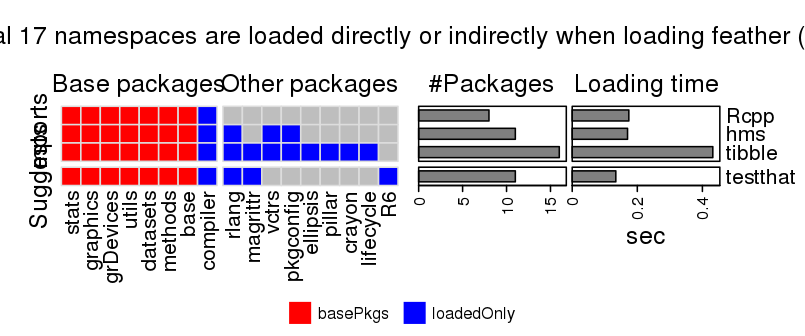 al 17 namespaces are loaded directly or indirectly when loading feather (
Base packages
Other packages
#Packages
Loading time
Imports
Suggests
Rcpp
hms
tibble
testthat
stats
graphics
grDevices
utils
datasets
methods
base
compiler
rlang
magrittr
vctrs
pkgconfig
ellipsis
pillar
crayon
lifecycle
R6
0 5 10 15
0 0.2 0.4
sec
basePkgs
loadedOnly